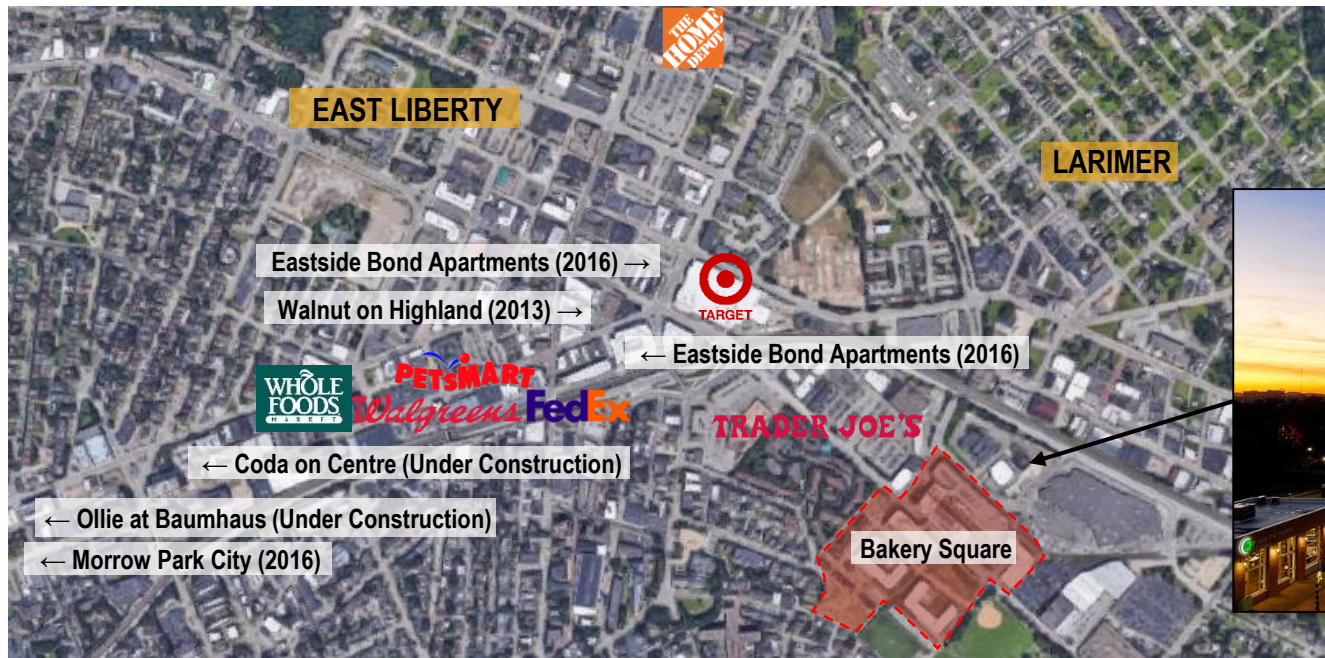 THE
HOME
DEPOT
EAST LIBERTY
LARIMER
Eastside Bond Apartments (2016) →
Walnut on Highland (2013) →
TARGET
← Eastside Bond Apartments (2016)
PETSMART
WHOLE
FOODS
MARKET
Walgreens
FedEx
TRADER JOE'S
← Coda on Centre (Under Construction)
← Ollie at Baumhaus (Under Construction)
Bakery Square
← Morrow Park City (2016)